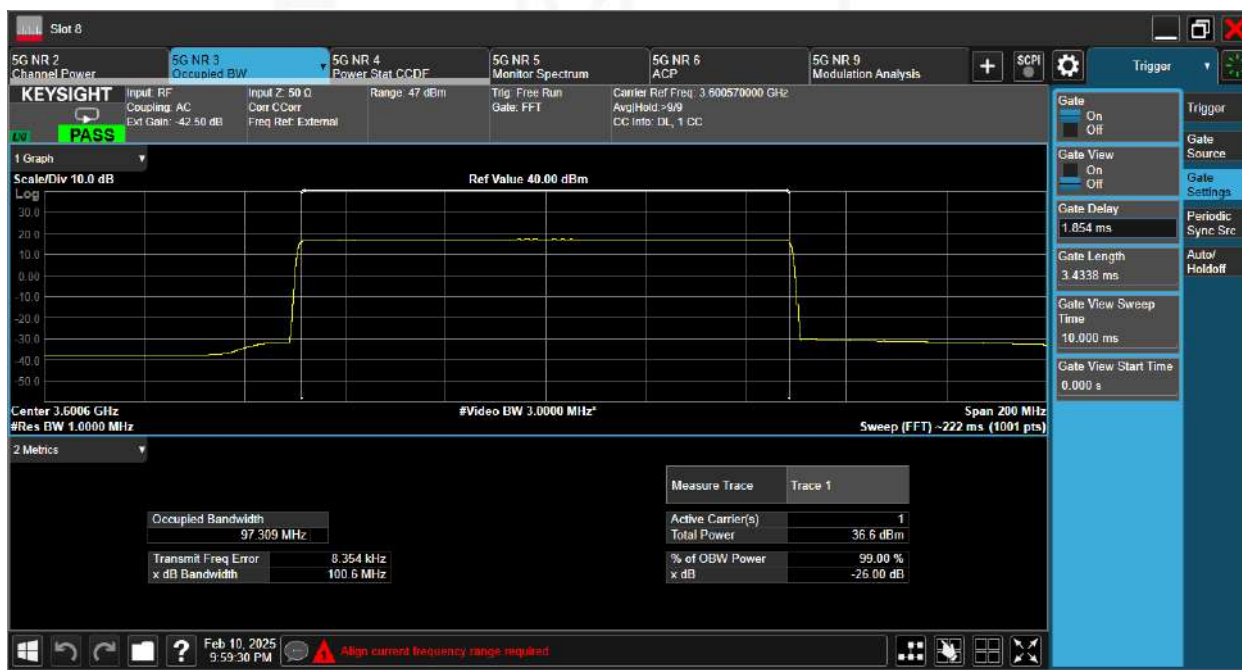 Slot 8
5G NR 2
Channel Power
5G NR 3
Occupied BW
5G NR 4
Power Stat CCDF
5G NR 5
Monitor Spectrum
5G NR 6
ACP
5G NR 9
Modulation Analysis
SCPI
Trigger
KEYSIGHT
LXI
PASS
Input: RF
Coupling: AC
Ext Gain: -42.50 dB
Input Z: 50 Ω
Corr CCorr
Freq Ref: External
Range: 47 dBm
Trig: Free Run
Gate: FFT
Carrier Ref Freq: 3.600570000 GHz
Avg|Hold:>9/9
CC Info: DL, 1 CC
1 Graph
Scale/Div 10.0 dB
Ref Value 40.00 dBm
Log
30.0
20.0
10.0
0.00
-10.0
-20.0
-30.0
-40.0
-50.0
Center 3.6006 GHz
#Video BW 3.0000 MHz*
Span 200 MHz
#Res BW 1.0000 MHz
Sweep (FFT) ~222 ms (1001 pts)
2 Metrics
Measure Trace Trace 1
Occupied Bandwidth
97.309 MHz
Active Carrier(s) 1
Total Power 36.6 dBm
Transmit Freq Error 8.354 kHz
x dB Bandwidth 100.6 MHz
% of OBW Power 99.00 %
x dB -26.00 dB
Gate
On
Off
Gate View
On
Off
Gate Delay
1.854 ms
Gate Length
3.4338 ms
Gate View Sweep
Time
10.000 ms
Gate View Start Time
0.000 s
Trigger
Gate
Source
Gate
Settings
Periodic
Sync Src
Auto/
Holdoff
?
Feb 10, 2025
9:59:30 PM
Align current frequency range required